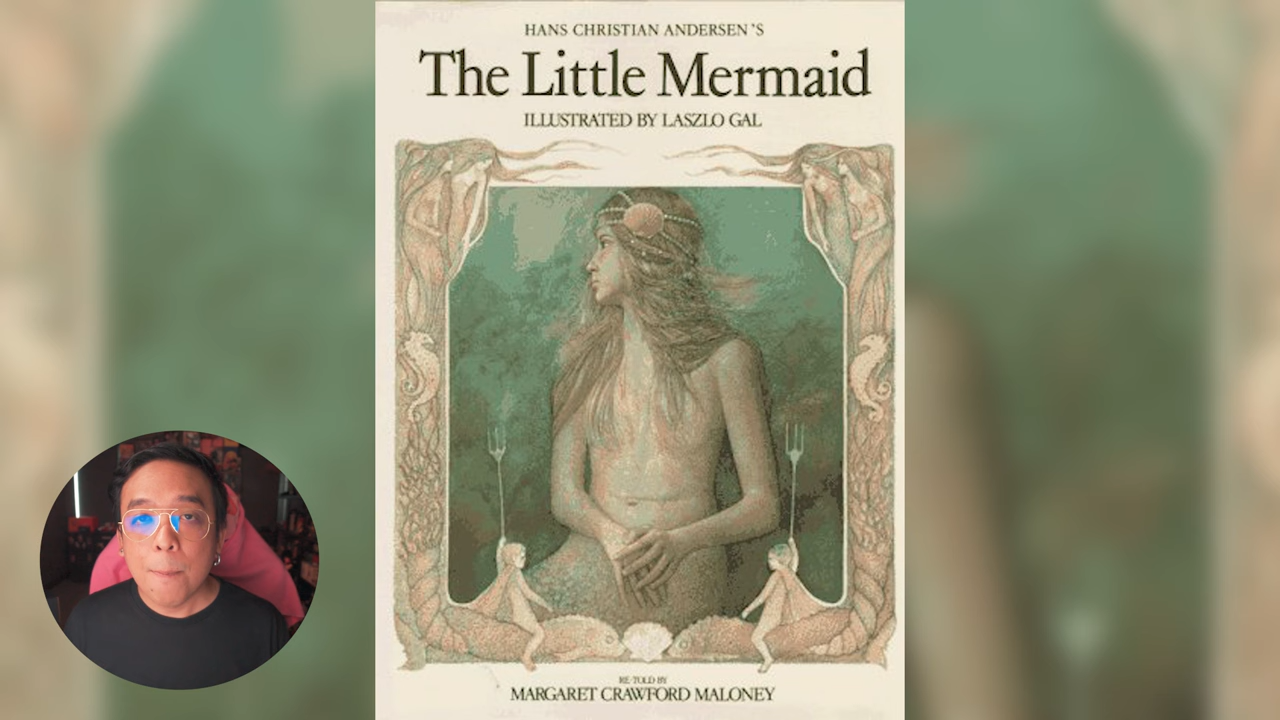 HANS CHRISTIAN ANDERSEN'S
The Little Mermaid
ILLUSTRATED BY LASZLO GAL
RE-TOLD BY
MARGARET CRAWFORD MALONEY